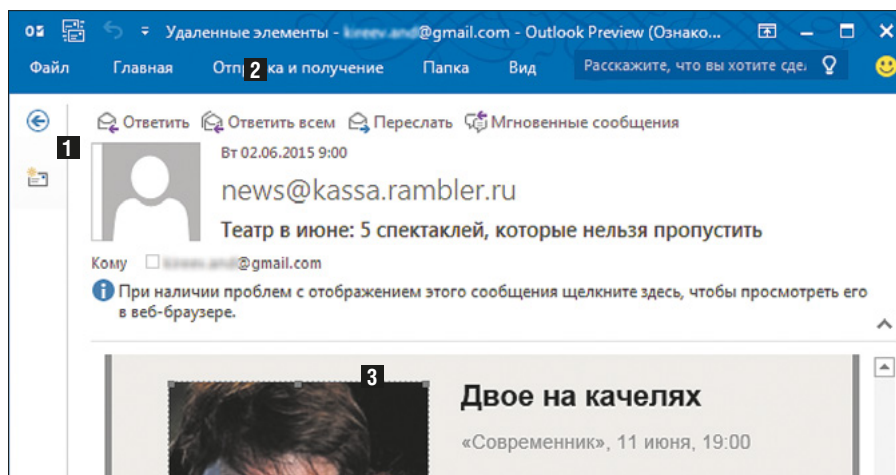 Удаленные элементы - @gmail.com - Outlook Preview (Ознако...
Файл Главная Отп 2 ка и получение Папка Вид Расскажите, что вы хотите сде
Ответить Ответить всем Переслать Мгновенные сообщения
1
Вт 02.06.2015 9:00
news@kassa.rambler.ru
Театр в июне: 5 спектаклей, которые нельзя пропустить
Кому @gmail.com
При наличии проблем с отображением этого сообщения щелкните здесь, чтобы просмотреть его
в веб-браузере.
3
Двое на качелях
«Современник», 11 июня, 19:00